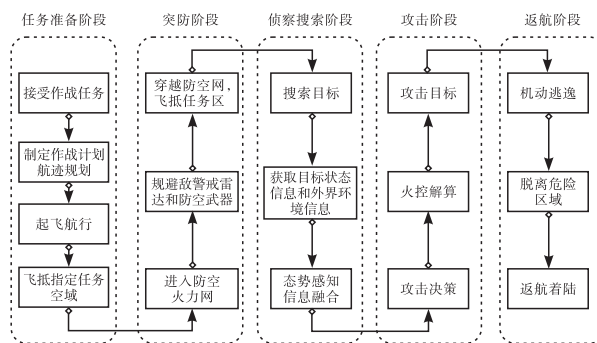 任务准备阶段
突防阶段
侦察搜索阶段
攻击阶段
返航阶段
接受作战任务
制定作战计划
航迹规划
起飞航行
飞抵指定任务
空域
穿越防空网，
飞抵任务区
规避敌警戒雷
达和防空武器
进入防空
火力网
搜索目标
获取目标状态
信息和外界环
境信息
态势感知
信息融合
攻击目标
火控解算
攻击决策
机动逃逸
脱离危险
区域
返航着陆